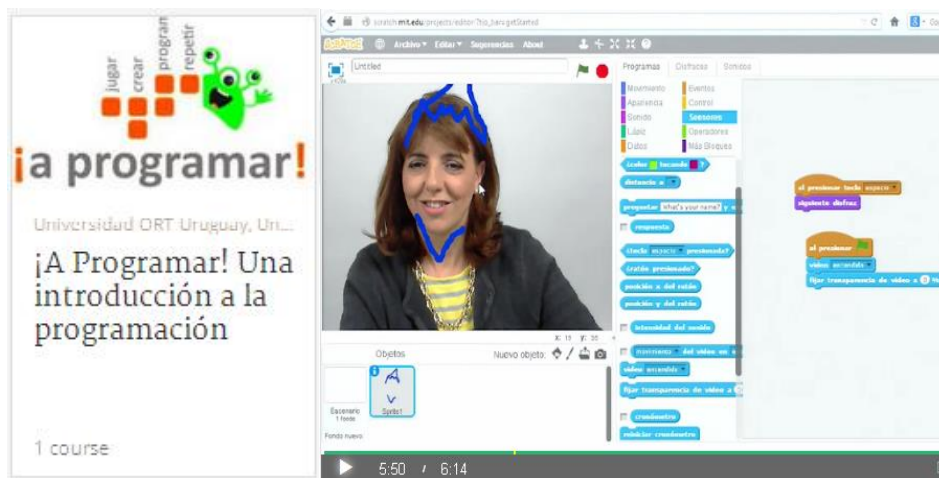 jugar
crear
program
repetir
¡a programar!
Universidad ORT Uruguay, Un...
¡A Programar! Una
introducción a la
programación
1 course
scratch.mit.edu/projects/editor
Archivo Editar Sugerencias About
Untitled
Programas Disfraces Sonidos
Movimiento Eventos
Apariencia Control
Sonido Sensores
Lápiz Operadores
Datos Más Bloques
¿color tocando ?
distancia a
preguntar What's your name? y
respuesta
¿tecla espacio presionada?
¿ratón presionado?
posición x del ratón
posición y del ratón
intensidad del sonido
movimiento del video en
video encendido
fijar transparencia de video a
cronómetro
reiniciar cronómetro
al presionar tecla espacio
siguiente disfraz
al presionar
video encendido
fijar transparencia de video a
Objetos Nuevo objeto:
Escenario
1 fondo
Sprite1
Fondo nuevo
5:50 / 6:14